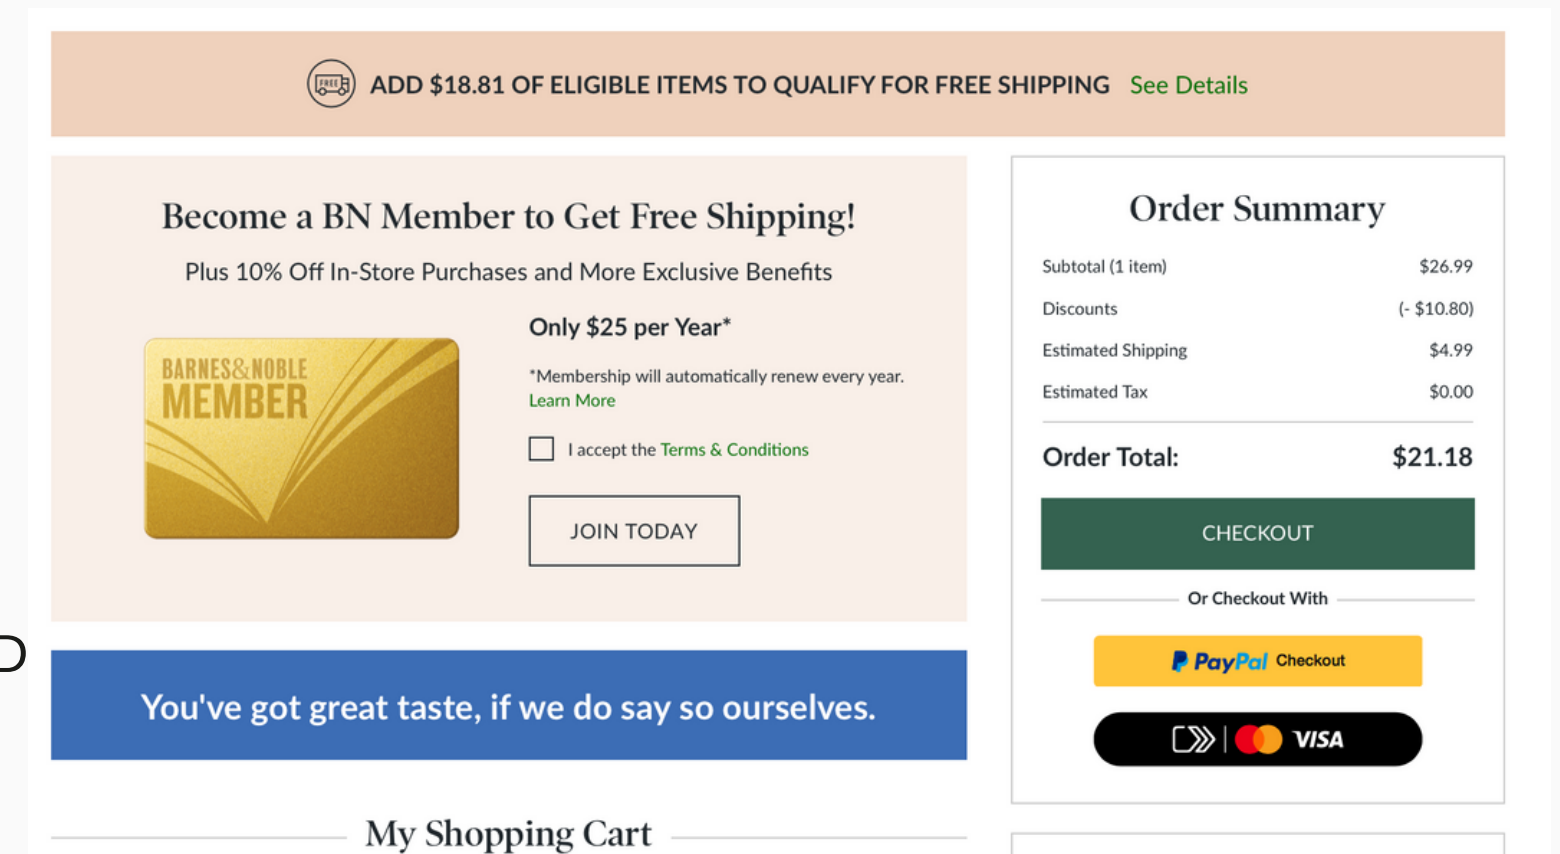 FREE
ADD $18.81 OF ELIGIBLE ITEMS TO QUALIFY FOR FREE SHIPPING See Details
Become a BN Member to Get Free Shipping!
Plus 10% Off In-Store Purchases and More Exclusive Benefits
BARNES&NOBLE
MEMBER
Only $25 per Year*
*Membership will automatically renew every year.
Learn More
I accept the Terms & Conditions
JOIN TODAY
D
You've got great taste, if we do say so ourselves.
My Shopping Cart
Order Summary
Subtotal (1 item) $26.99
Discounts (- $10.80)
Estimated Shipping $4.99
Estimated Tax $0.00
Order Total: $21.18
CHECKOUT
Or Checkout With
PayPal Checkout
VISA